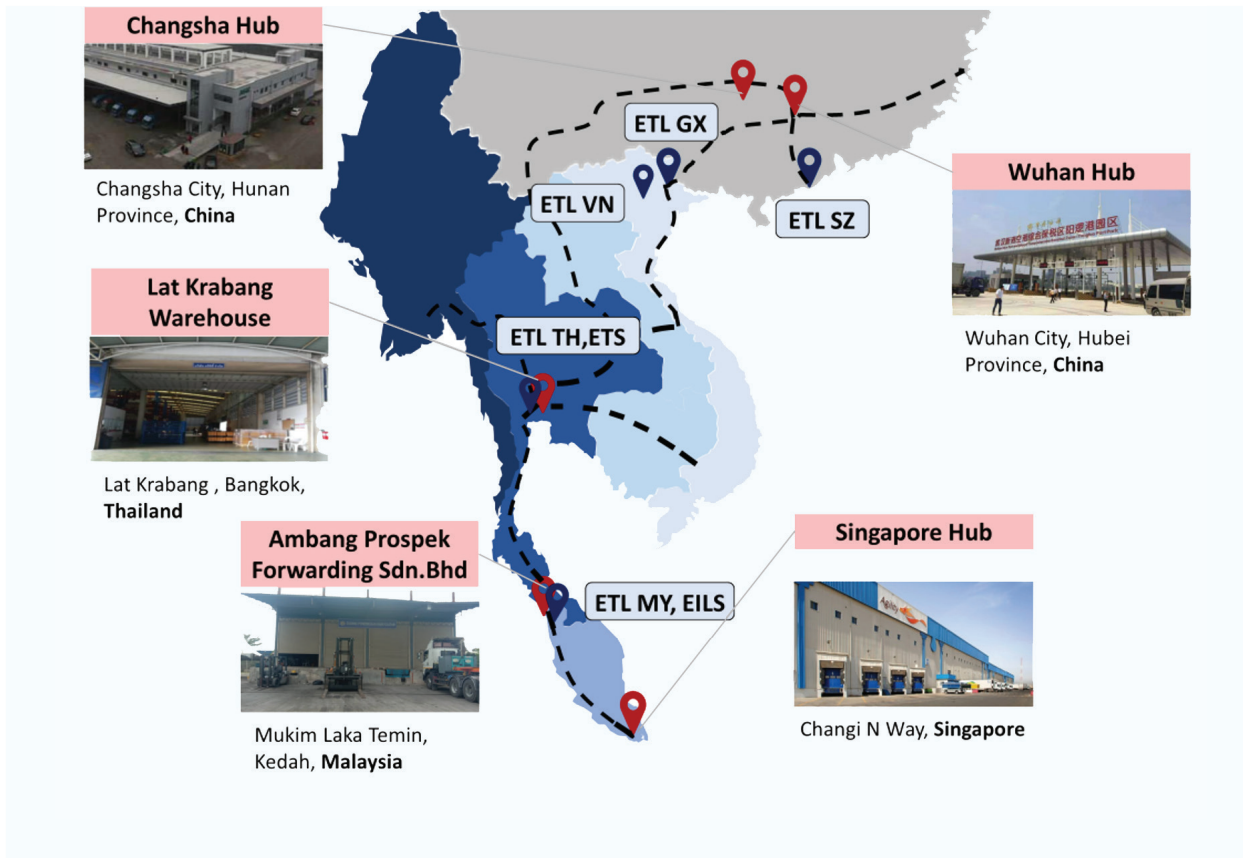 Changsha Hub
Changsha City, Hunan
Province, China
ETL GX
ETL VN
ETL SZ
Wuhan Hub
Wuhan City, Hubei
Province, China
Lat Krabang
Warehouse
ETL TH,ETS
Lat Krabang , Bangkok,
Thailand
Ambang Prospek
Forwarding Sdn.Bhd
ETL MY, EILS
Mukim Laka Temin,
Kedah, Malaysia
Singapore Hub
Agility
Changi N Way, Singapore